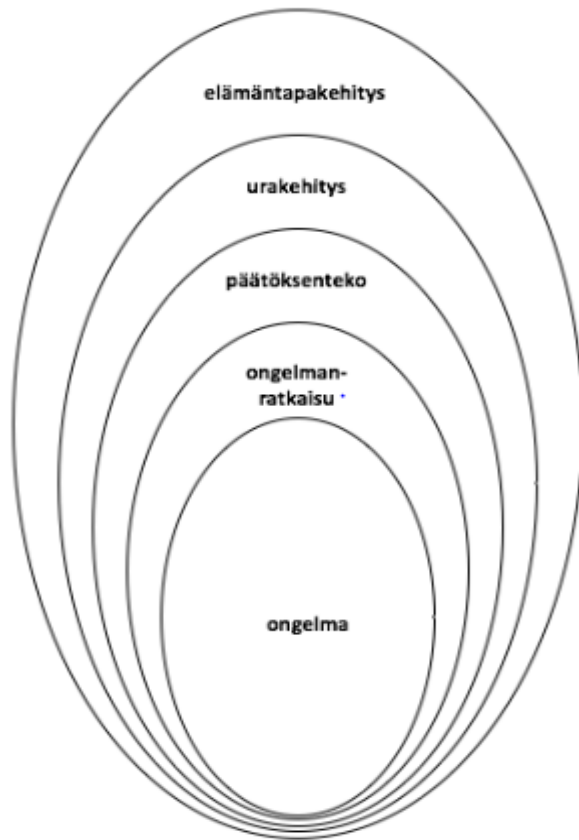 elämäntapakehitys
urakehitys
päätöksenteko
ongelman-
ratkaisu
ongelma